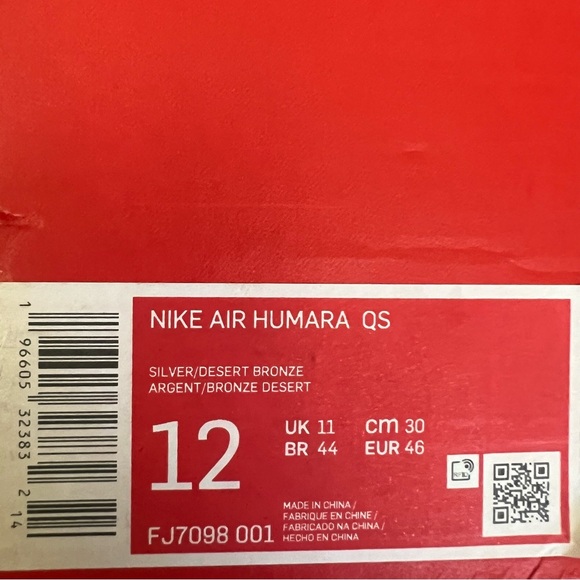 NIKE AIR HUMARA QS
SILVER/DESERT BRONZE
ARGENT/BRONZE DESERT
12
UK 11 cm 30
BR 44 EUR 46
MADE IN CHINA /
FABRIQUE EN CHINE /
FABRICADO NA CHINA /
HECHO EN CHINA
FJ7098 001
1 96605 32383 2 14